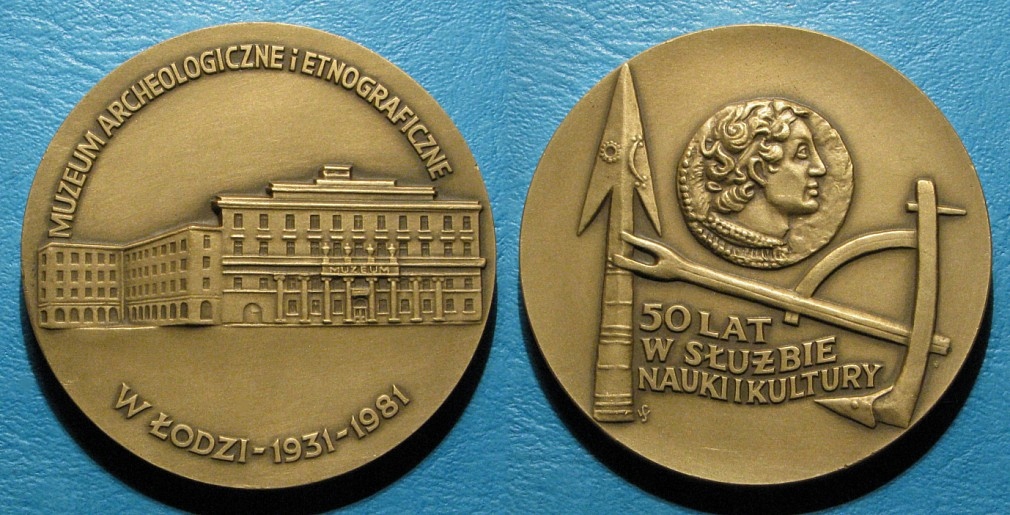 MUZEUM ARCHEOLOGICZNE i ETNOGRAFICZNE
MUZEUM
W ŁODZI-1931-1981
50 LAT
W SŁUŻBIE
NAUKI I KULTURY